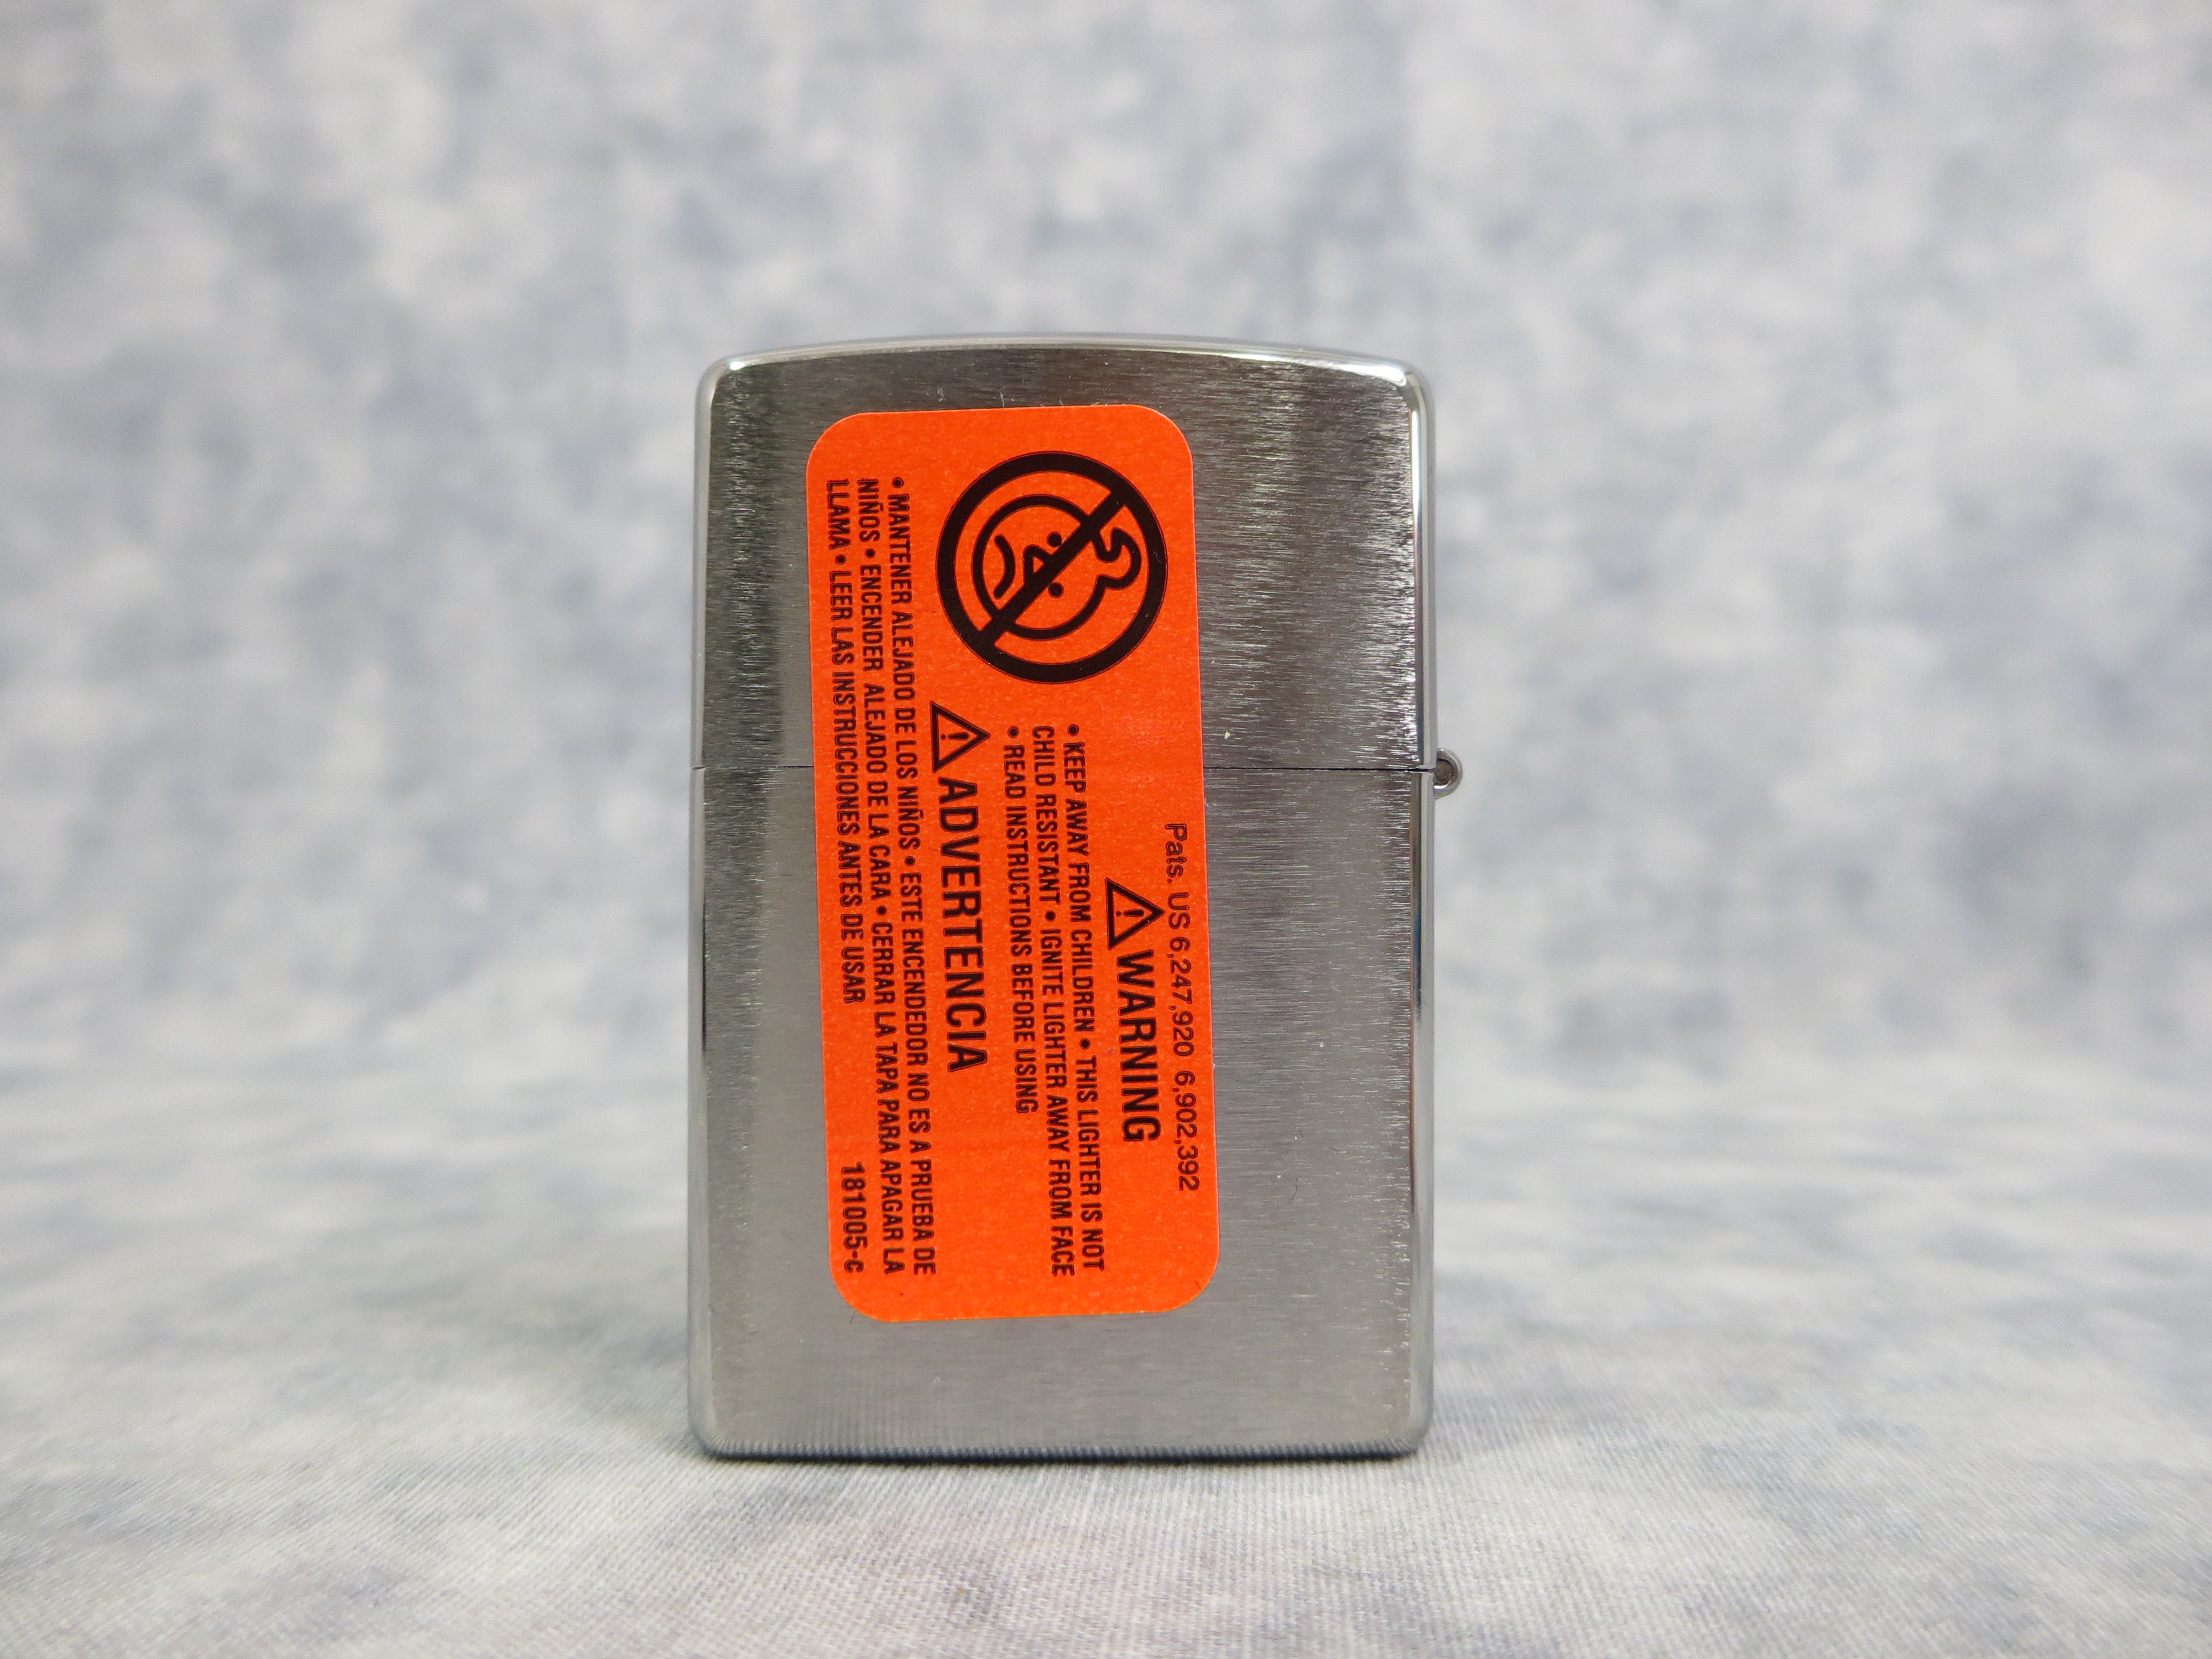 Pats. US 6,247,920 6,902,392
WARNING
• KEEP AWAY FROM CHILDREN • THIS LIGHTER IS NOT
CHILD RESISTANT • IGNITE LIGHTER AWAY FROM FACE
• READ INSTRUCTIONS BEFORE USING
ADVERTENCIA
• MANTENER ALEJADO DE LOS NIÑOS • ESTE ENCENDEDOR NO ES A PRUEBA DE
NIÑOS • ENCENDER ALEJADO DE LA CARA • CERRAR LA TAPA PARA APAGAR LA
LLAMA • LEER LAS INSTRUCCIONES ANTES DE USAR
181005-c